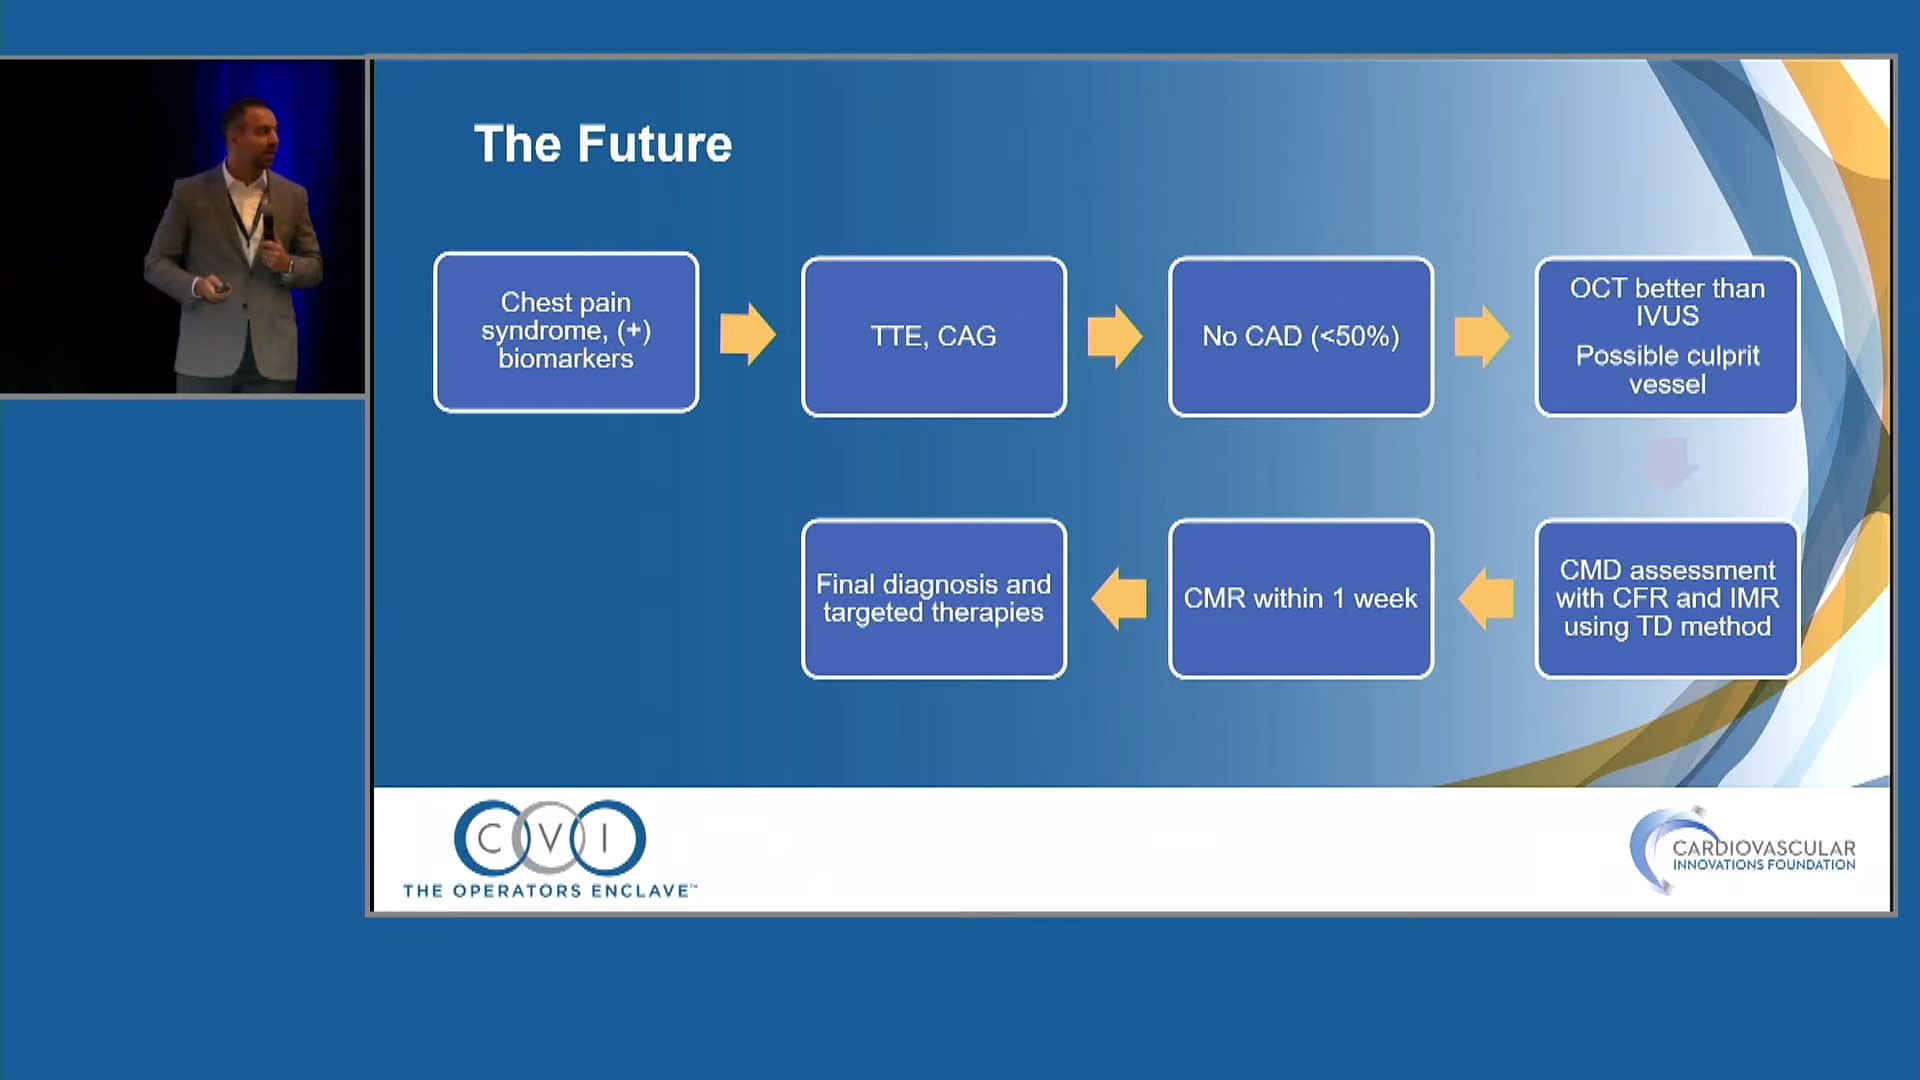 The Future
Chest pain
syndrome, (+)
biomarkers
TTE, CAG
No CAD (<50%)
OCT better than
IVUS
Possible culprit
vessel
CMD assessment
with CFR and IMR
using TD method
CMR within 1 week
Final diagnosis and
targeted therapies
CVI
THE OPERATORS ENCLAVE™
CARDIOVASCULAR
INNOVATIONS FOUNDATION